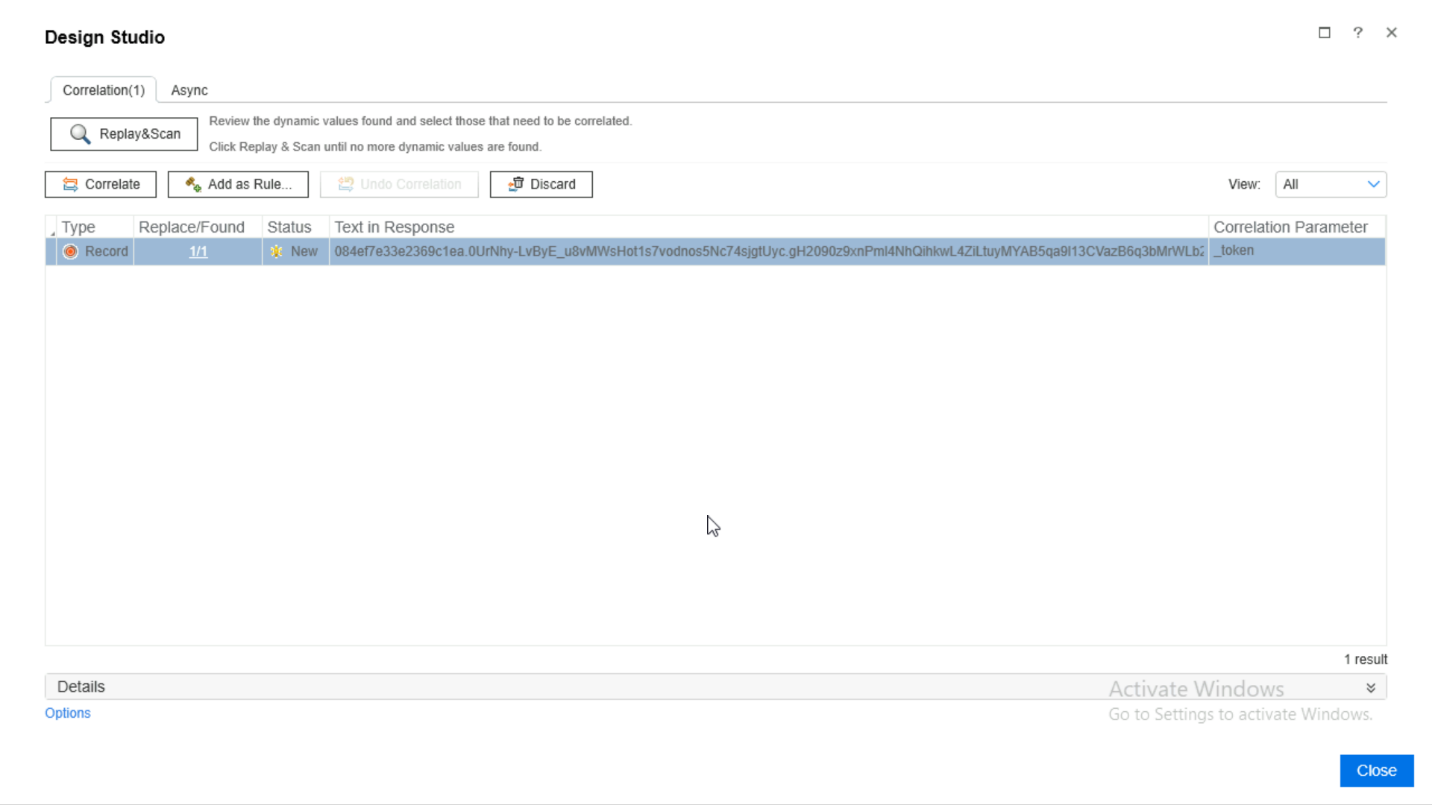 Design Studio
Correlation(1) Async
Replay&Scan
Review the dynamic values found and select those that need to be correlated.
Click Replay & Scan until no more dynamic values are found.
Correlate Add as Rule... Undo Correlation Discard View: All
Type Replace/Found Status Text in Response Correlation Parameter
Record 1/1 New 084ef7e33e2369c1ea.0UrNhy-LvByE_u8vMWsHot1s7vodnos5Nc74sjgtUyc.gH2090z9xnPml4NhQihkwL4ZiLtuyMYAB5qa9I13CVazB6q3bMrWLb2 _token
1 result
Details
Options
Activate Windows
Go to Settings to activate Windows.
Close